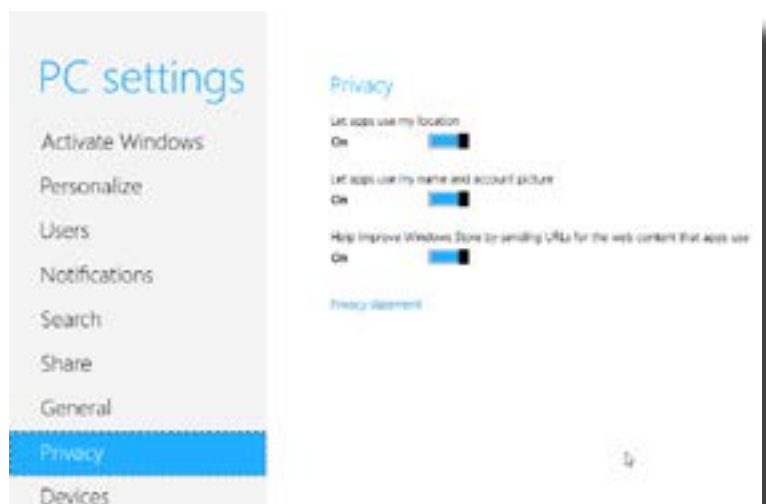 PC settings
Activate Windows
Personalize
Users
Notifications
Search
Share
General
Privacy
Devices
Privacy
Let apps use my location
On
Let apps use my name and account picture
On
Help improve Windows Store by sending URLs for the web content that apps use
On
Privacy statement